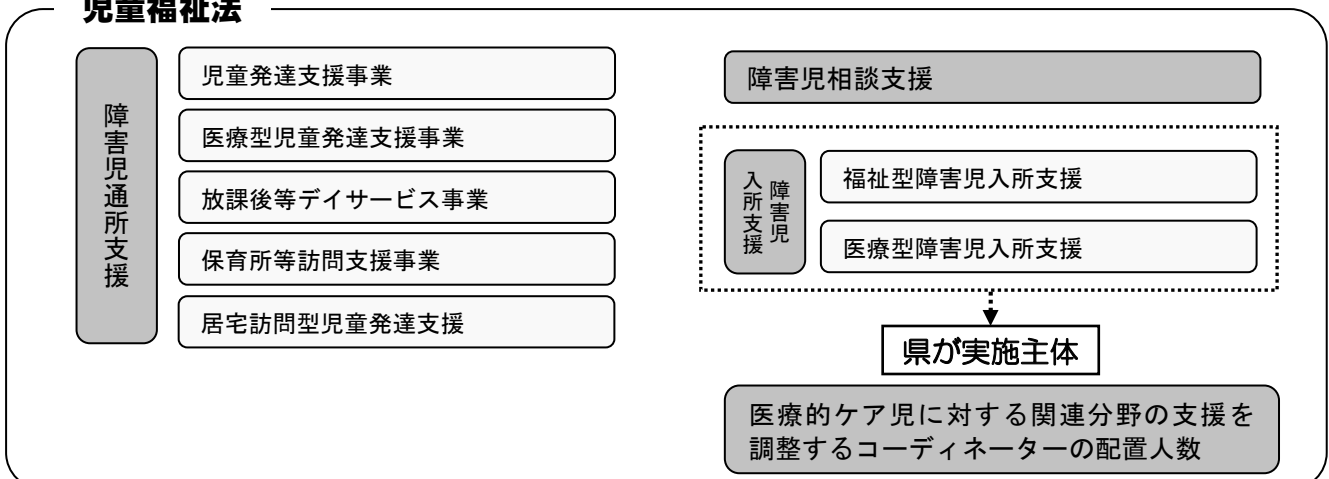 児童福祉法
障害児通所支援
児童発達支援事業
医療型児童発達支援事業
放課後等デイサービス事業
保育所等訪問支援事業
居宅訪問型児童発達支援
障害児相談支援
障害児
入所支援
福祉型障害児入所支援
医療型障害児入所支援
県が実施主体
医療的ケア児に対する関連分野の支援を
調整するコーディネーターの配置人数